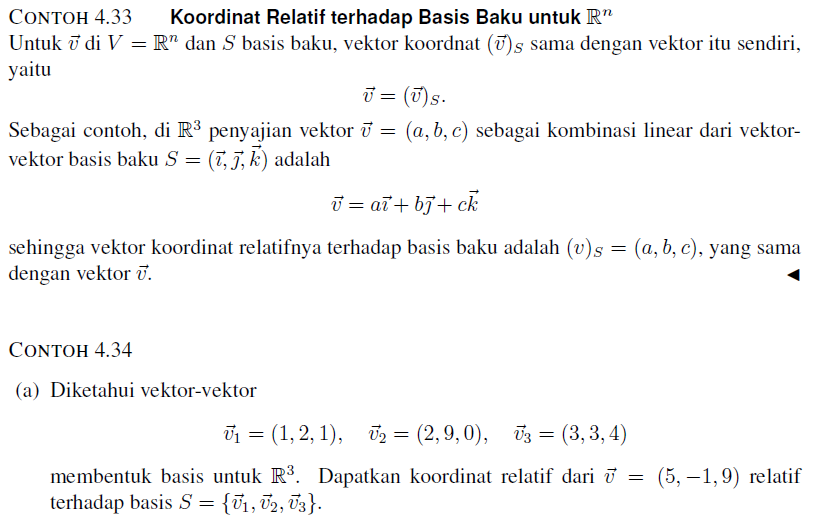 CONTOH 4.33 Koordinat Relatif terhadap Basis Baku untuk ℝⁿ
Untuk v⃗ di V = ℝⁿ dan S basis baku, vektor koordnat (v⃗)_S sama dengan vektor itu sendiri,
yaitu
v⃗ = (v⃗)_S.
Sebagai contoh, di ℝ³ penyajian vektor v⃗ = (a, b, c) sebagai kombinasi linear dari vektor-
vektor basis baku S = (i⃗, j⃗, k⃗) adalah
v⃗ = ai⃗ + bj⃗ + ck⃗
sehingga vektor koordinat relatifnya terhadap basis baku adalah (v)_S = (a, b, c), yang sama
dengan vektor v⃗. ◀
CONTOH 4.34
(a) Diketahui vektor-vektor
v⃗₁ = (1, 2, 1), v⃗₂ = (2, 9, 0), v⃗₃ = (3, 3, 4)
membentuk basis untuk ℝ³. Dapatkan koordinat relatif dari v⃗ = (5, −1, 9) relatif
terhadap basis S = {v⃗₁, v⃗₂, v⃗₃}.